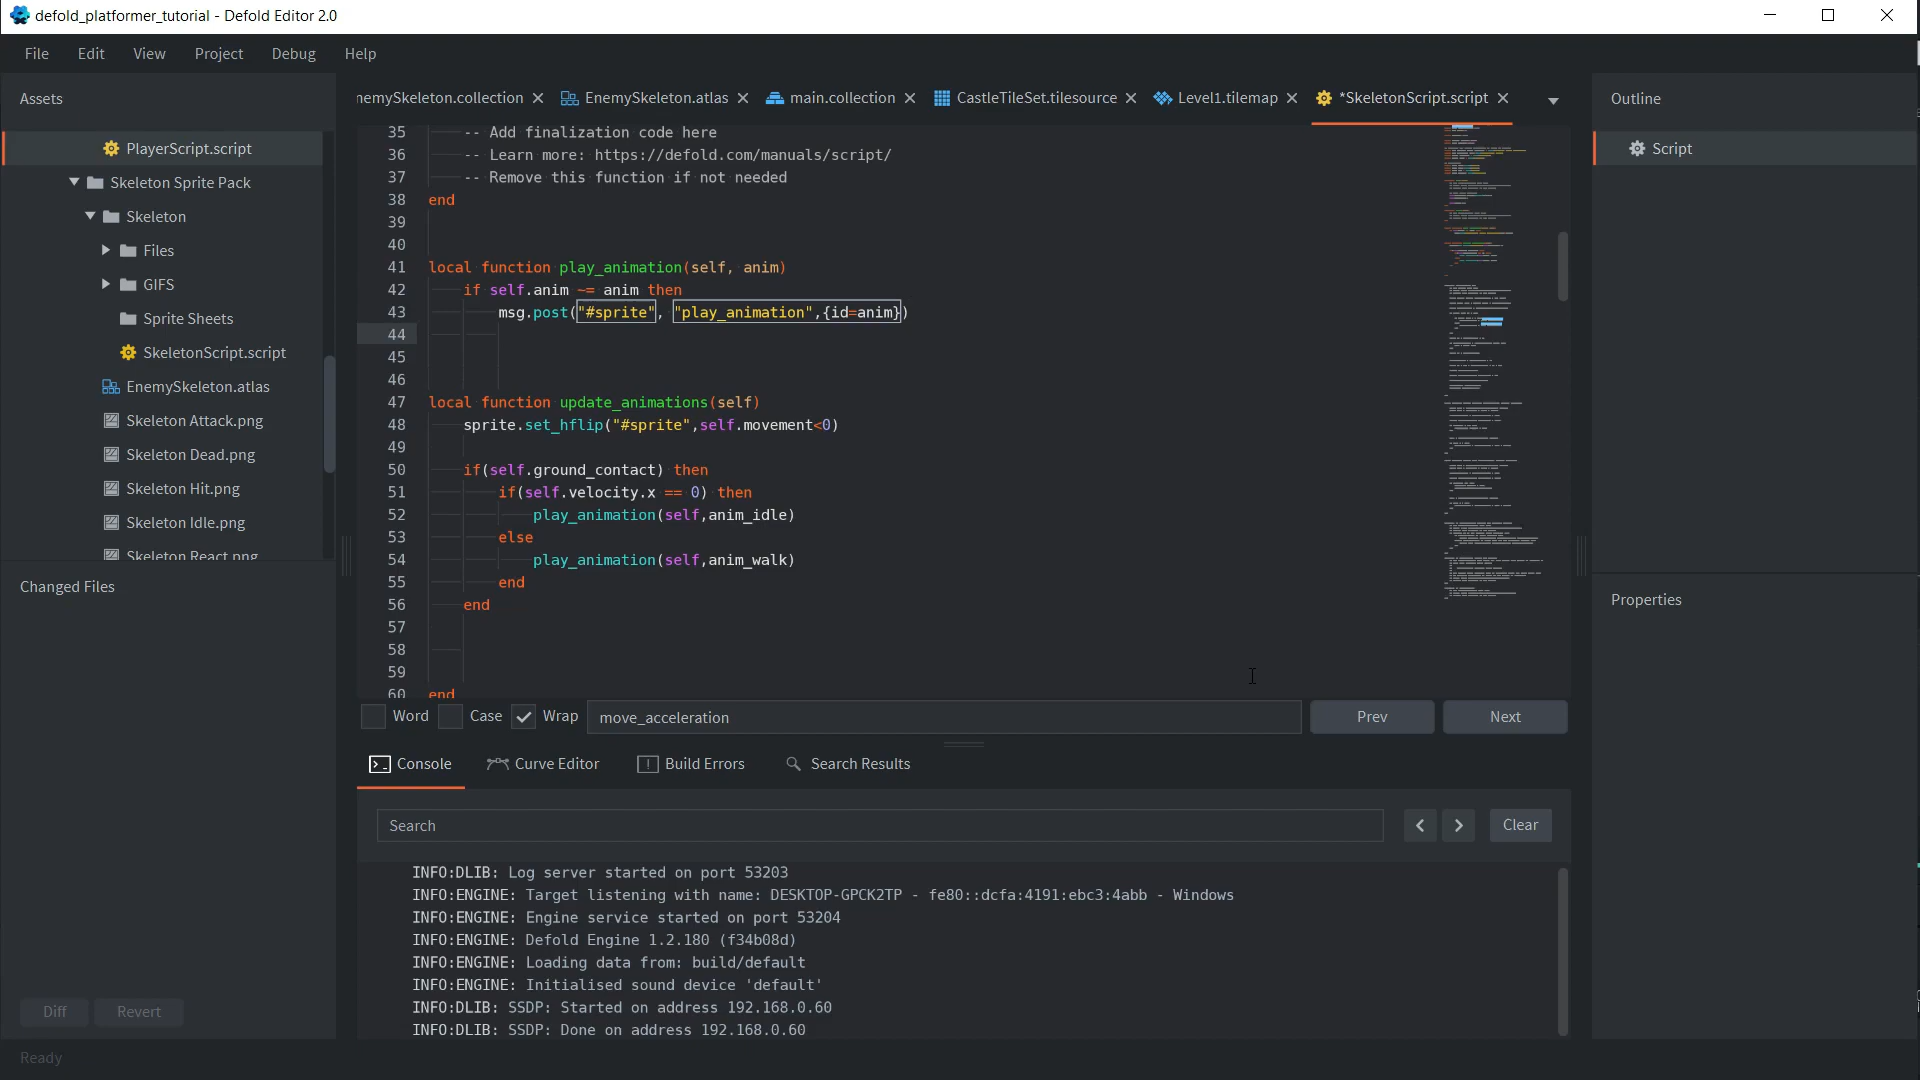 defold_platformer_tutorial - Defold Editor 2.0
File Edit View Project Debug Help
Assets
nemySkeleton.collection EnemySkeleton.atlas main.collection CastleTileSet.tilesource Level1.tilemap *SkeletonScript.script
Outline
PlayerScript.script
Skeleton Sprite Pack
Skeleton
Files
GIFS
Sprite Sheets
SkeletonScript.script
EnemySkeleton.atlas
Skeleton Attack.png
Skeleton Dead.png
Skeleton Hit.png
Skeleton Idle.png
Skeleton React.png
Changed Files
Diff Revert
Ready
35 -- Add finalization code here
36 -- Learn more: https://defold.com/manuals/script/
37 -- Remove this function if not needed
38 end
39
40
41 local function play_animation(self, anim)
42 if self.anim ~= anim then
43 msg.post("#sprite", "play_animation",{id=anim})
44
45
46
47 local function update_animations(self)
48 sprite.set_hflip("#sprite",self.movement<0)
49
50 if(self.ground_contact) then
51 if(self.velocity.x == 0) then
52 play_animation(self,anim_idle)
53 else
54 play_animation(self,anim_walk)
55 end
56 end
57
58
59
60 end
Word Case Wrap move_acceleration Prev Next
Console Curve Editor Build Errors Search Results
Search Clear
INFO:DLIB: Log server started on port 53203
INFO:ENGINE: Target listening with name: DESKTOP-GPCK2TP - fe80::dcfa:4191:ebc3:4abb - Windows
INFO:ENGINE: Engine service started on port 53204
INFO:ENGINE: Defold Engine 1.2.180 (f34b08d)
INFO:ENGINE: Loading data from: build/default
INFO:ENGINE: Initialised sound device 'default'
INFO:DLIB: SSDP: Started on address 192.168.0.60
INFO:DLIB: SSDP: Done on address 192.168.0.60
Script
Properties